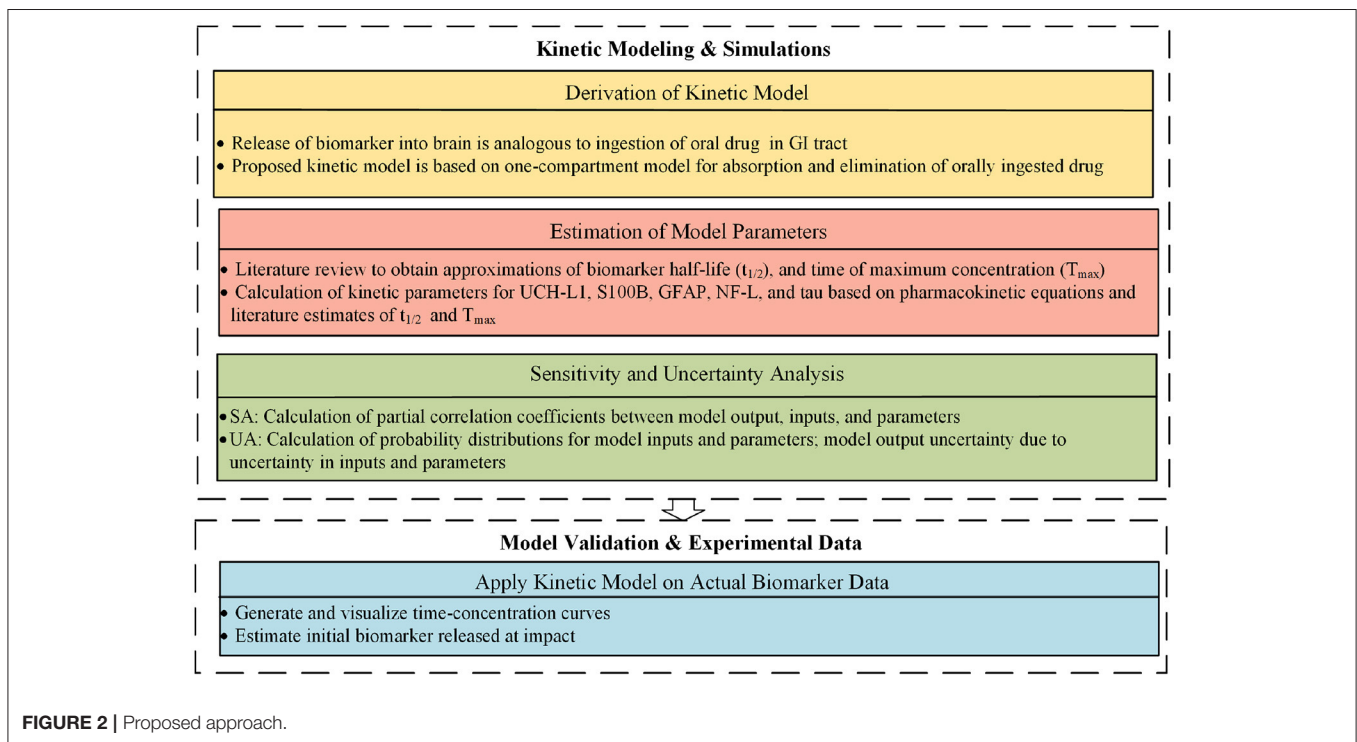 Kinetic Modeling & Simulations
Derivation of Kinetic Model
• Release of biomarker into brain is analogous to ingestion of oral drug in GI tract
• Proposed kinetic model is based on one-compartment model for absorption and elimination of orally ingested drug
Estimation of Model Parameters
• Literature review to obtain approximations of biomarker half-life (t1/2), and time of maximum concentration (Tmax)
• Calculation of kinetic parameters for UCH-L1, S100B, GFAP, NF-L, and tau based on pharmacokinetic equations and
literature estimates of t1/2 and Tmax
Sensitivity and Uncertainty Analysis
• SA: Calculation of partial correlation coefficients between model output, inputs, and parameters
• UA: Calculation of probability distributions for model inputs and parameters; model output uncertainty due to
uncertainty in inputs and parameters
Model Validation & Experimental Data
Apply Kinetic Model on Actual Biomarker Data
• Generate and visualize time-concentration curves
• Estimate initial biomarker released at impact
FIGURE 2 | Proposed approach.